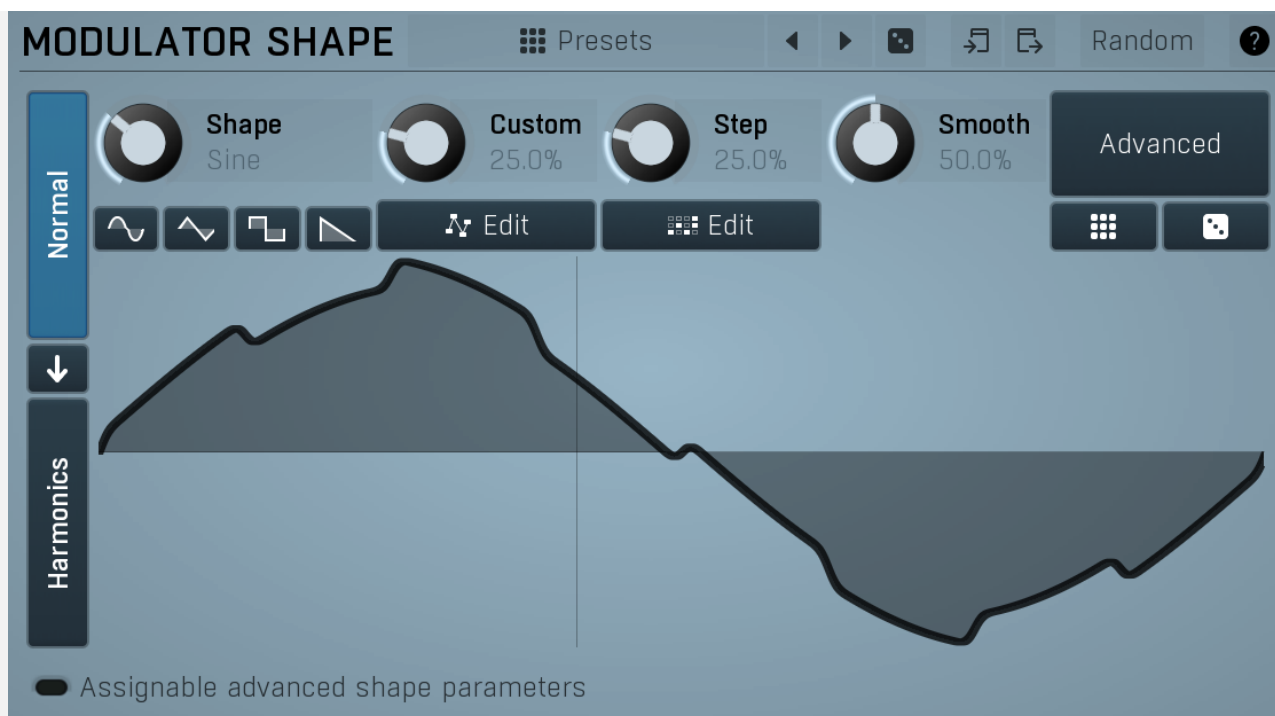 MODULATOR SHAPE
Presets
Random
?
Shape
Sine
Custom
25.0%
Step
25.0%
Smooth
50.0%
Advanced
Normal
Edit
Edit
Harmonics
Assignable advanced shape parameters